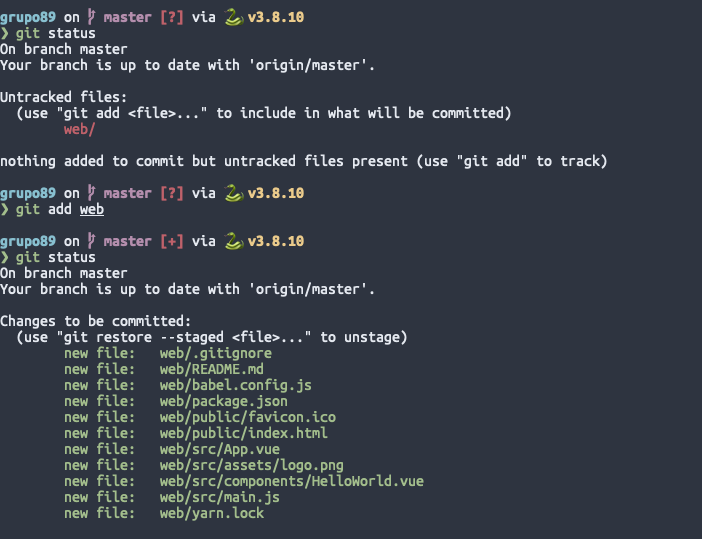 grupo89 on master [?] via v3.8.10
❯ git status
On branch master
Your branch is up to date with 'origin/master'.
Untracked files:
(use "git add <file>..." to include in what will be committed)
web/
nothing added to commit but untracked files present (use "git add" to track)
grupo89 on master [?] via v3.8.10
❯ git add web
grupo89 on master [+] via v3.8.10
❯ git status
On branch master
Your branch is up to date with 'origin/master'.
Changes to be committed:
(use "git restore --staged <file>..." to unstage)
new file:   web/.gitignore
new file:   web/README.md
new file:   web/babel.config.js
new file:   web/package.json
new file:   web/public/favicon.ico
new file:   web/public/index.html
new file:   web/src/App.vue
new file:   web/src/assets/logo.png
new file:   web/src/components/HelloWorld.vue
new file:   web/src/main.js
new file:   web/yarn.lock